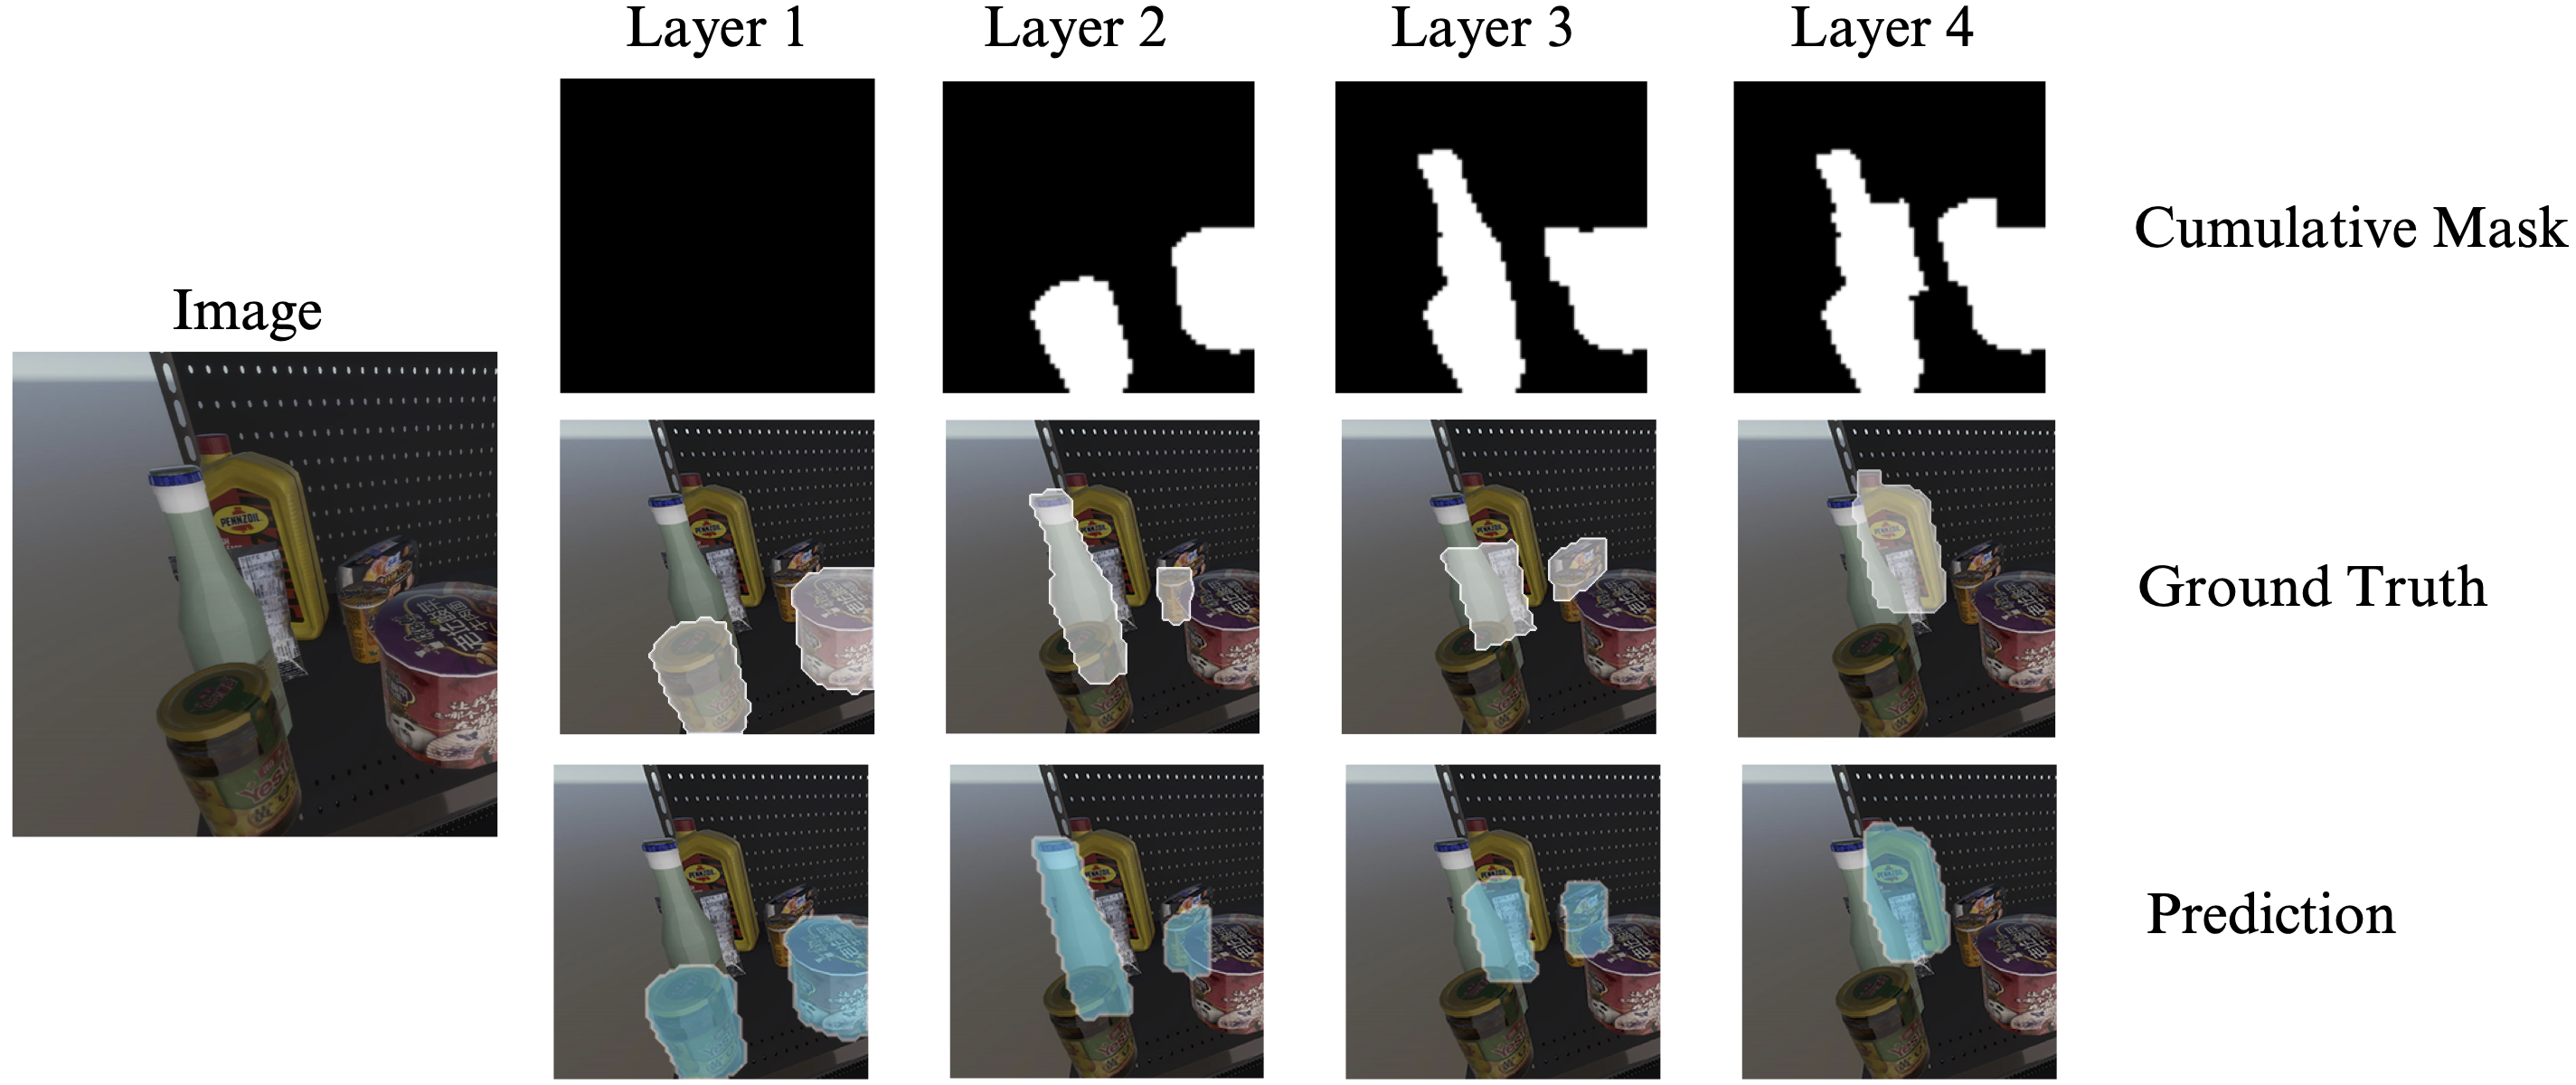 Layer 1
Layer 2
Layer 3
Layer 4
Cumulative Mask
Image
PENNZOIL
Ground Truth
Prediction